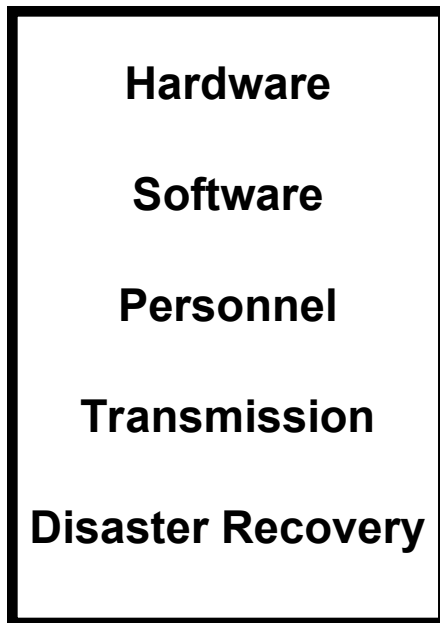 Hardware
Software
Personnel
Transmission
Disaster Recovery